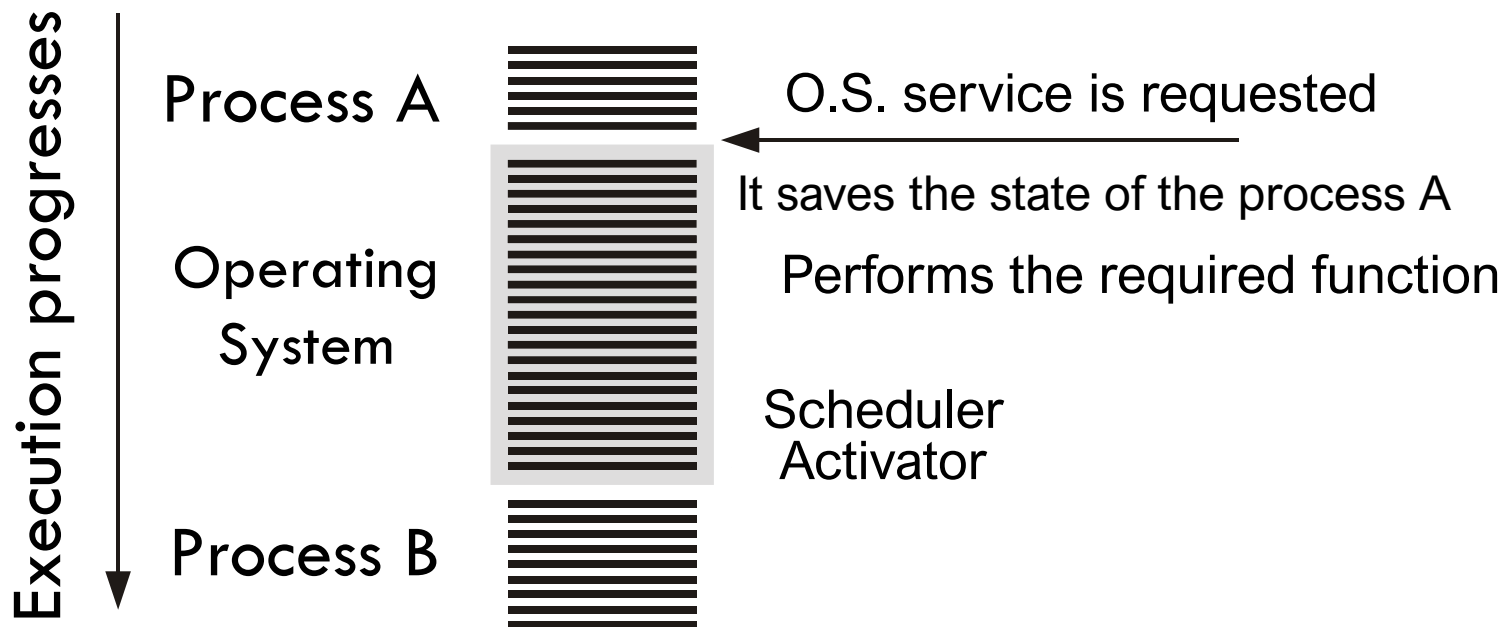 Execution progresses
Process A
O.S. service is requested
It saves the state of the process A
Operating
System
Performs the required function
Scheduler
Activator
Process B